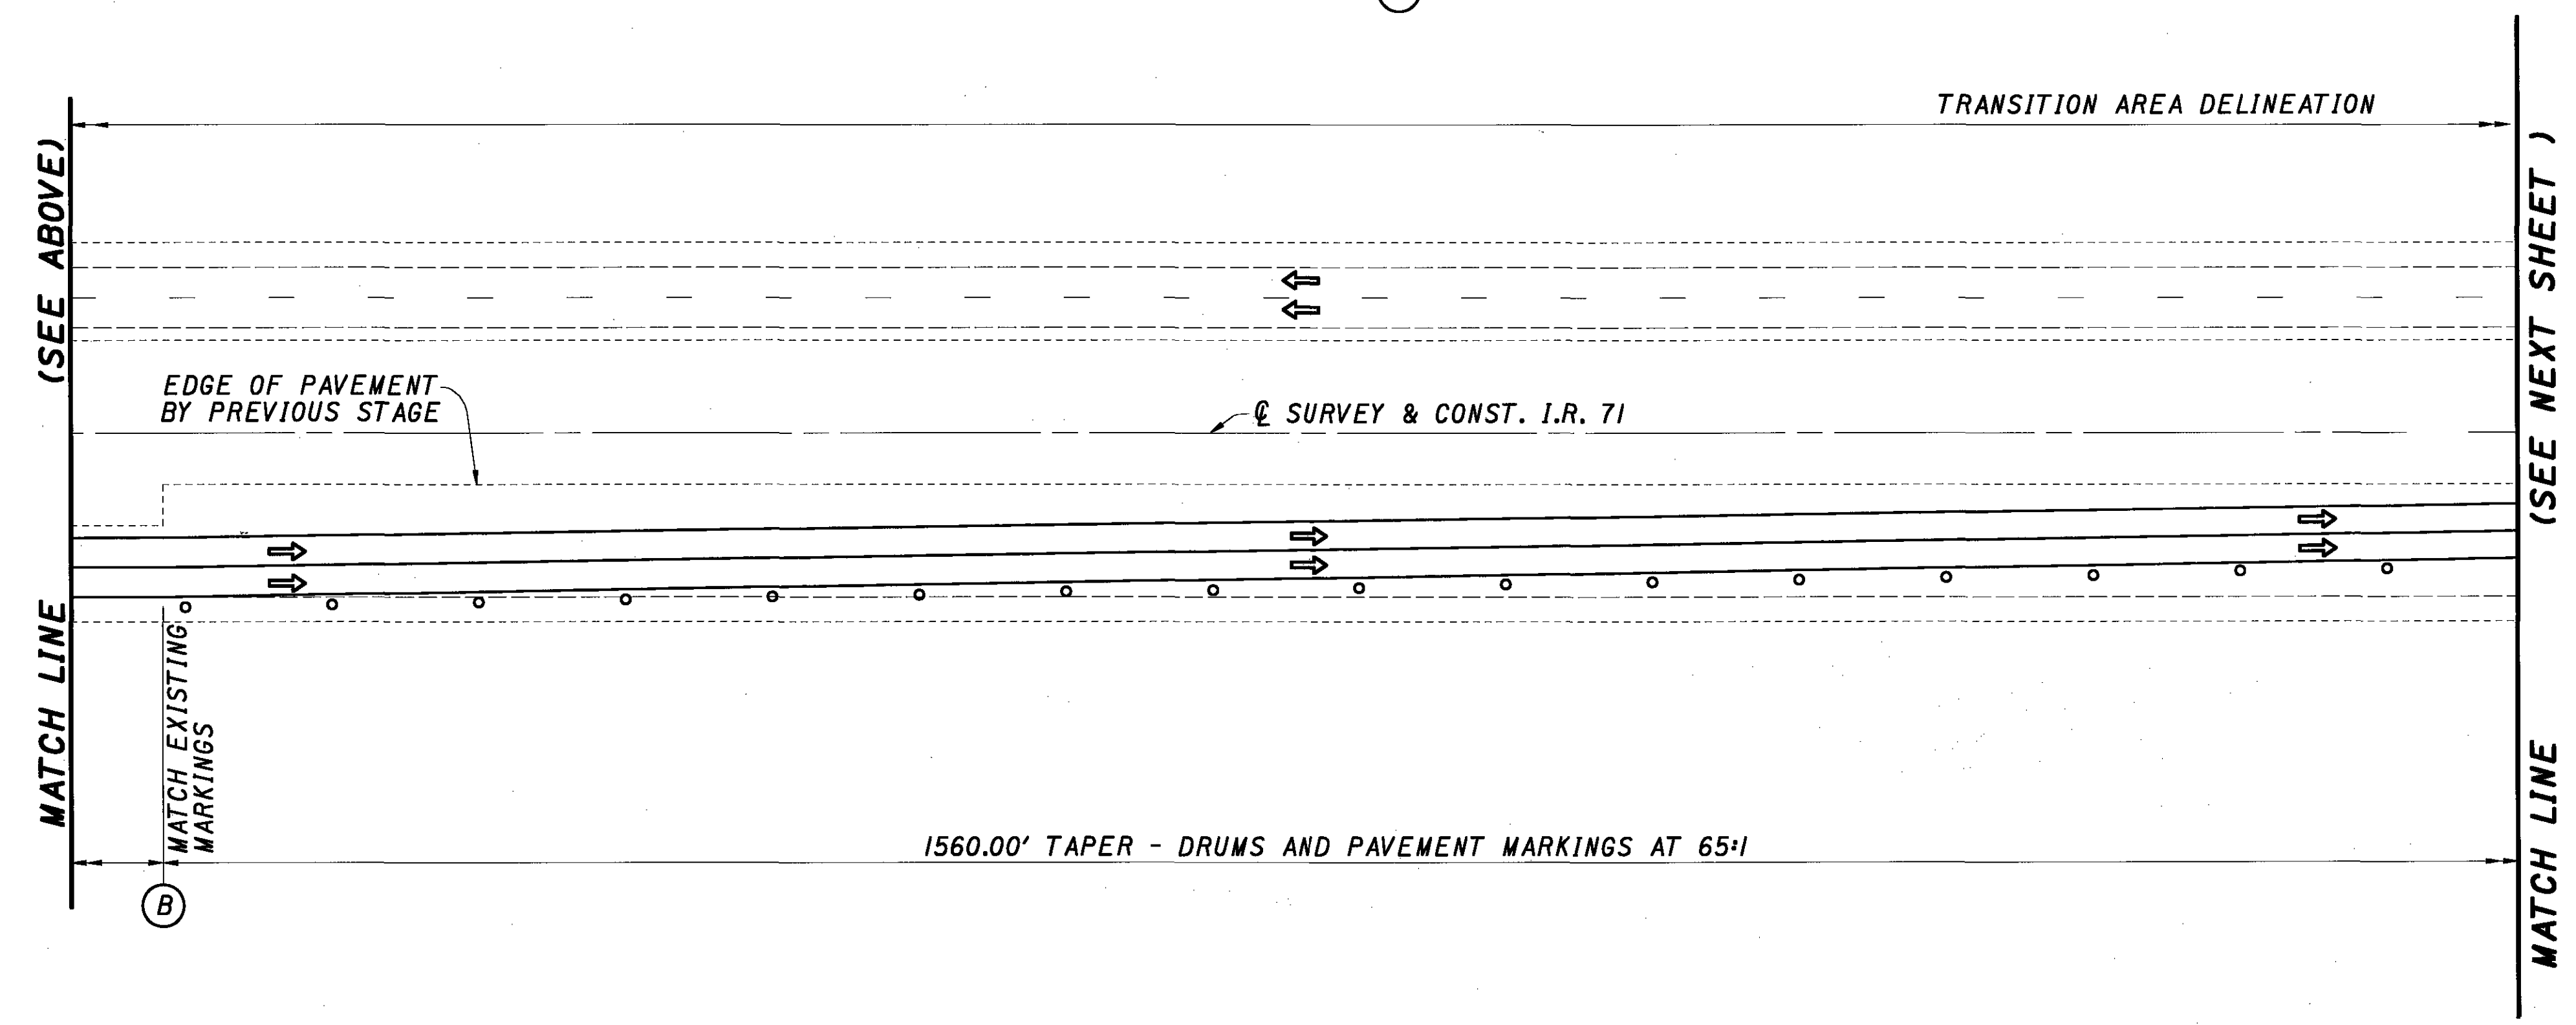 TRANSITION AREA DELINEATION
(SEE ABOVE)
MATCH LINE
EDGE OF PAVEMENT
BY PREVIOUS STAGE
℄ SURVEY & CONST. I.R. 71
(SEE NEXT SHEET )
MATCH LINE
MATCH EXISTING
MARKINGS
1560.00' TAPER - DRUMS AND PAVEMENT MARKINGS AT 65:1
B